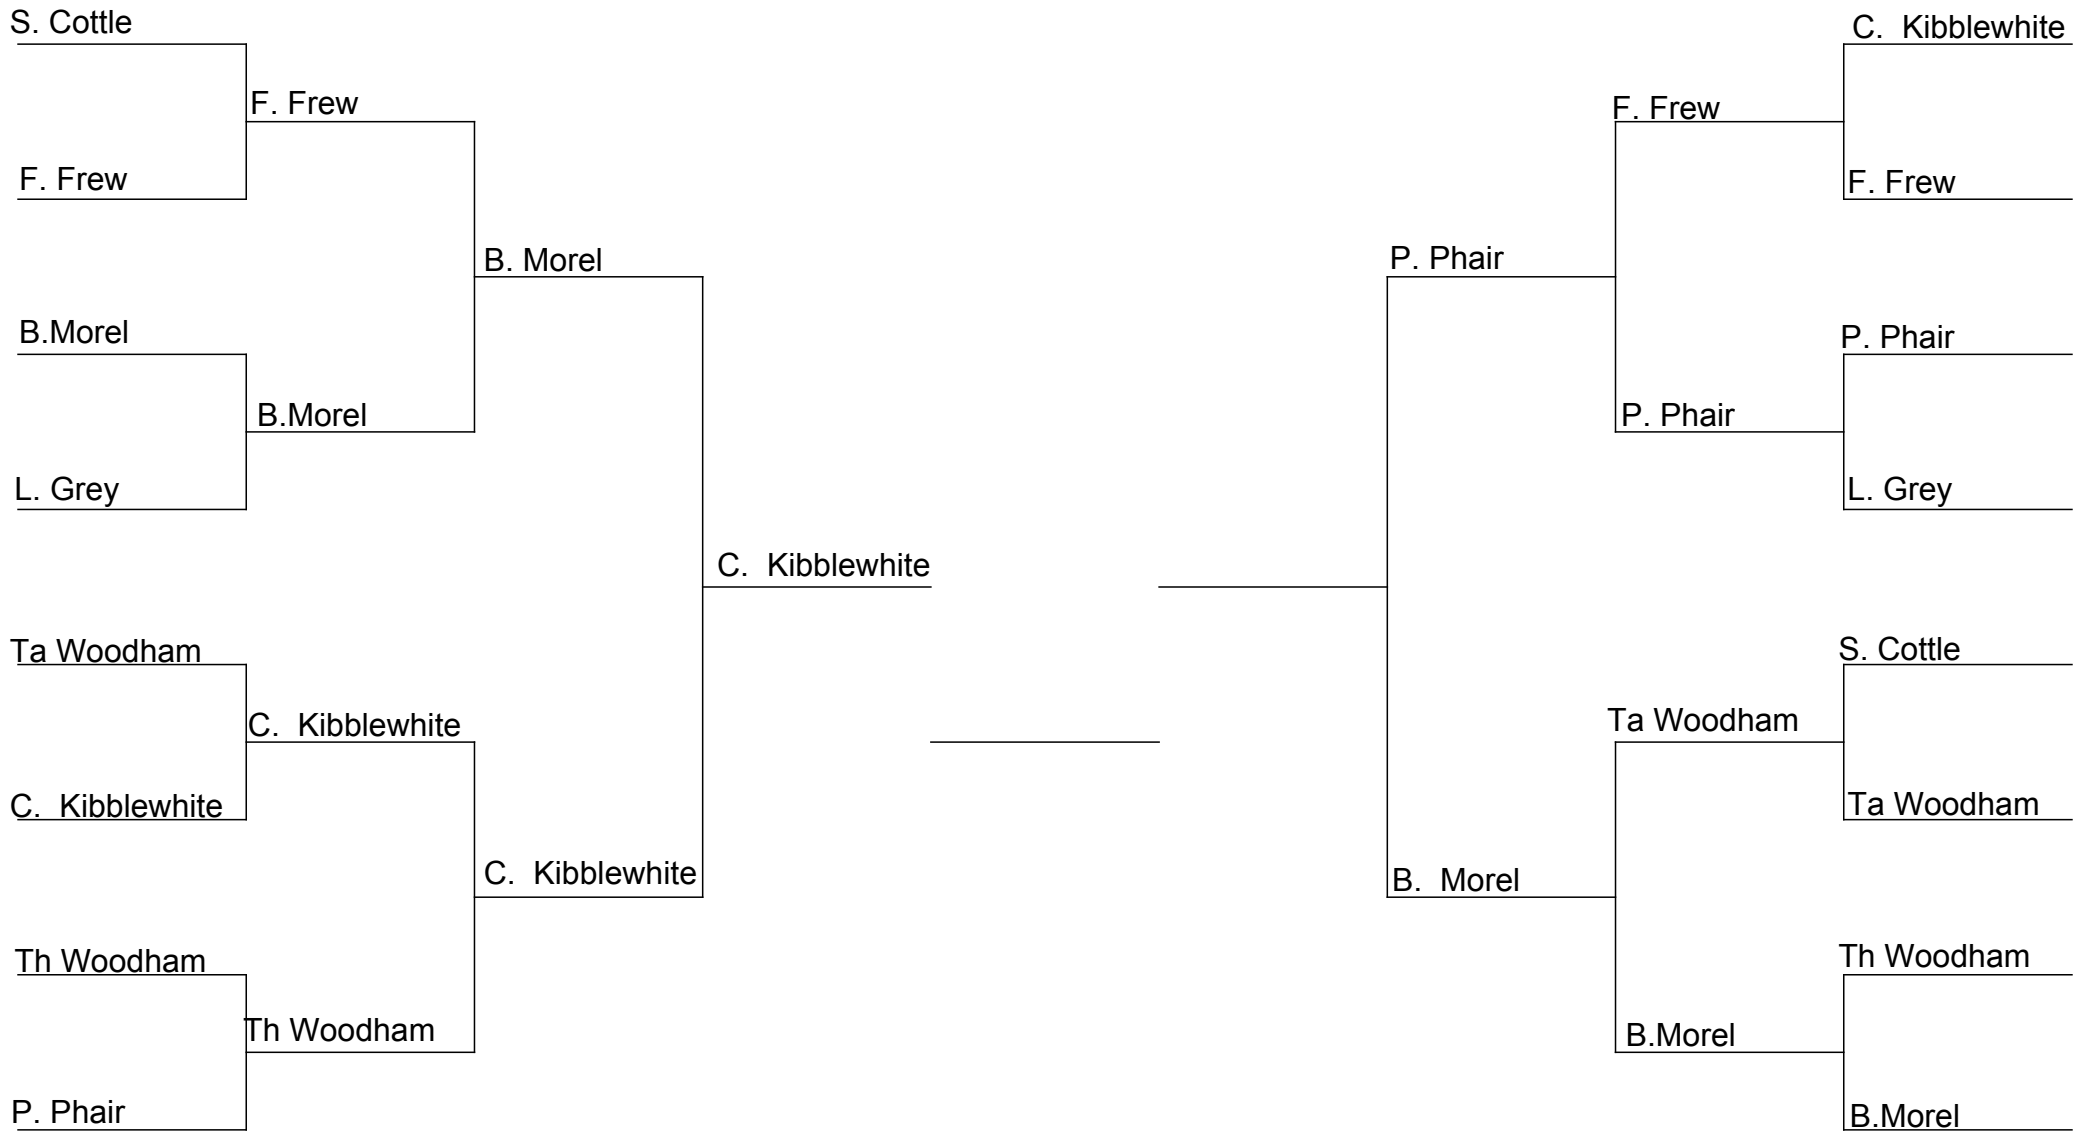 S. Cottle
F. Frew
F. Frew
B. Morel
B.Morel
B.Morel
L. Grey
C.  Kibblewhite
Ta Woodham
C.  Kibblewhite
C.  Kibblewhite
C.  Kibblewhite
Th Woodham
Th Woodham
P. Phair
C.  Kibblewhite
F. Frew
F. Frew
P. Phair
P. Phair
P. Phair
L. Grey
S. Cottle
Ta Woodham
Ta Woodham
B.  Morel
Th Woodham
B.Morel
B.Morel